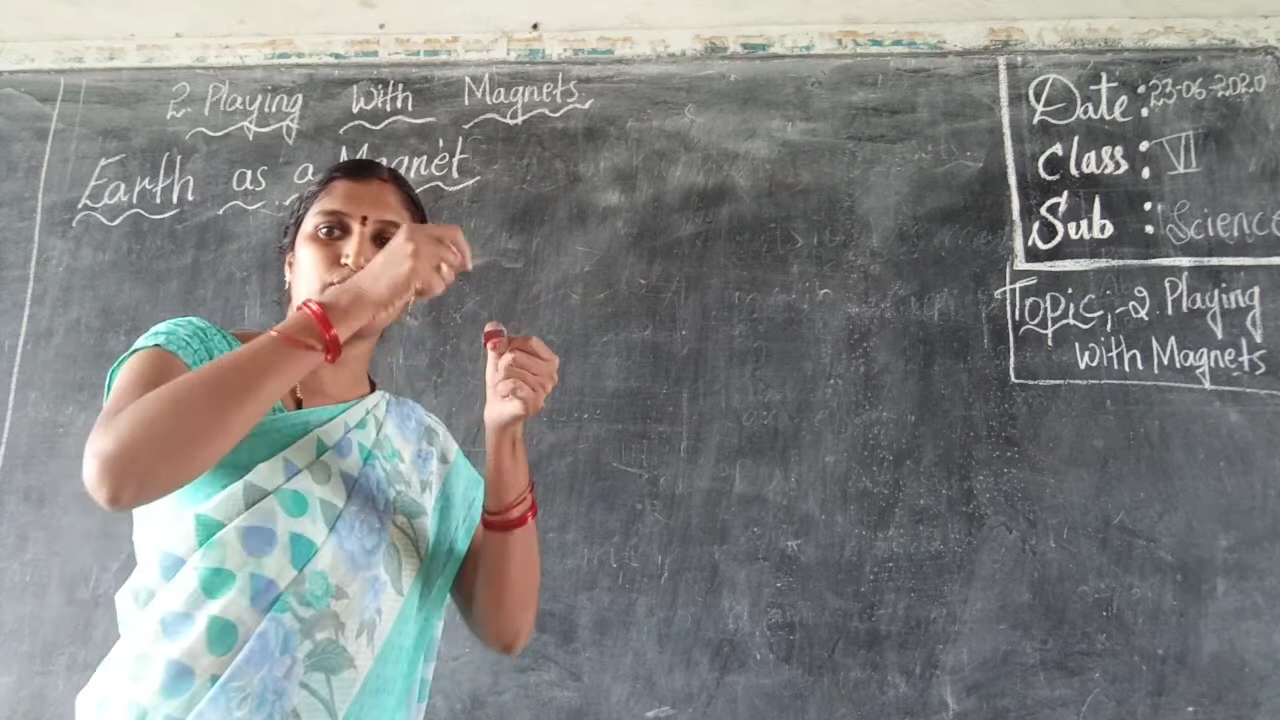 2. Playing With Magnets.
Earth as a Magnet
Date: 23-06-2020
Class: VI
Sub : Science
Topic:-2. Playing
with Magnets